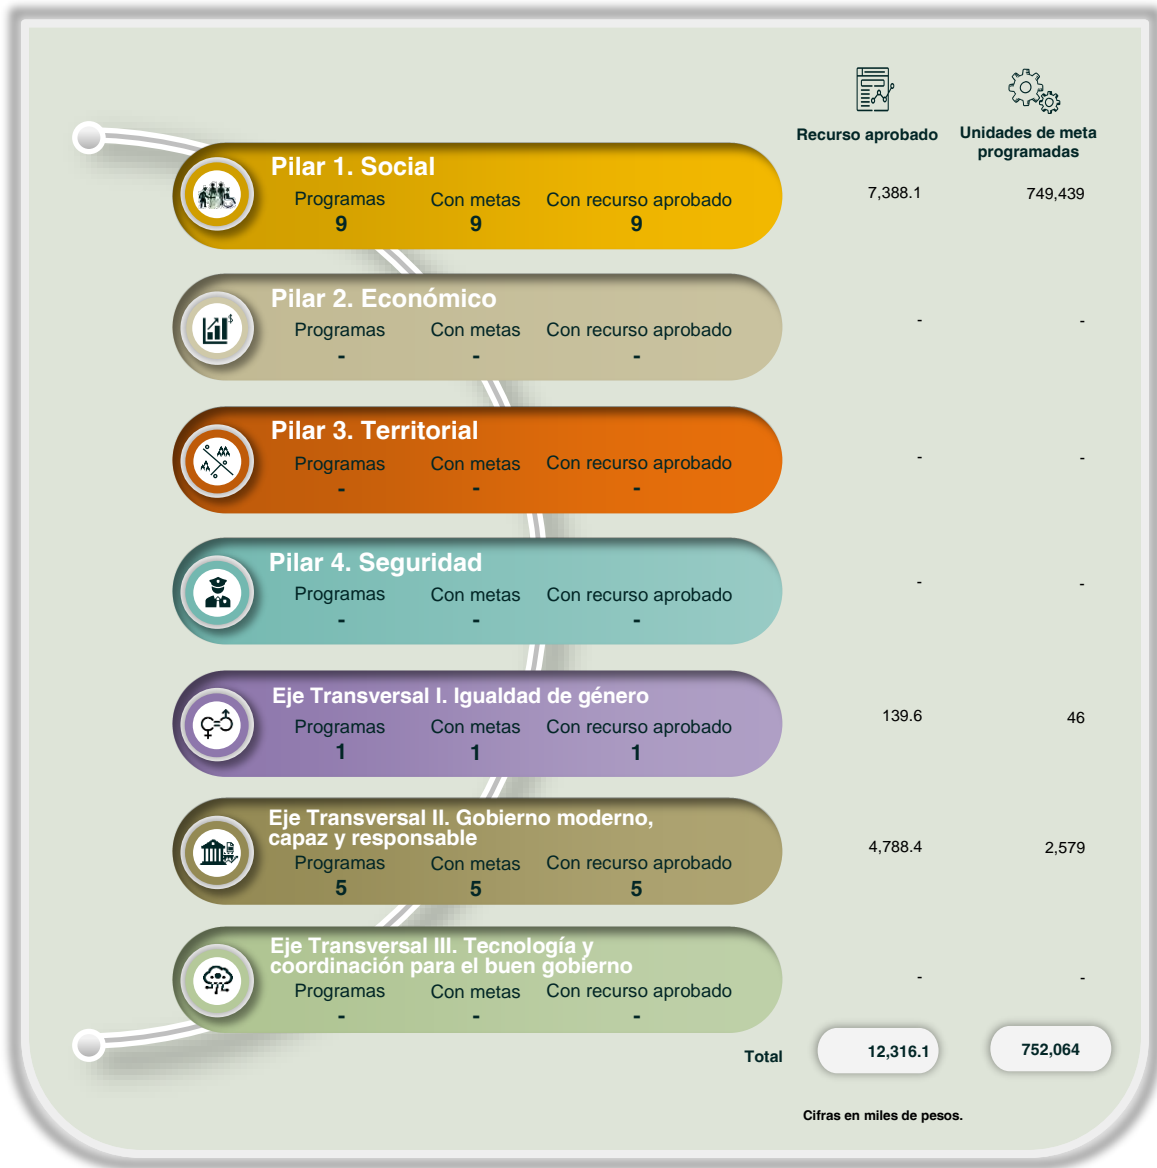 Recurso aprobado
Unidades de meta
programadas
Pilar 1. Social
Programas Con metas Con recurso aprobado
9 9 9
7,388.1 749,439
Pilar 2. Económico
Programas Con metas Con recurso aprobado
- - -
- -
Pilar 3. Territorial
Programas Con metas Con recurso aprobado
- - -
- -
Pilar 4. Seguridad
Programas Con metas Con recurso aprobado
- - -
- -
Eje Transversal I. Igualdad de género
Programas Con metas Con recurso aprobado
1 1 1
139.6 46
Eje Transversal II. Gobierno moderno,
capaz y responsable
Programas Con metas Con recurso aprobado
5 5 5
4,788.4 2,579
Eje Transversal III. Tecnología y
coordinación para el buen gobierno
Programas Con metas Con recurso aprobado
- - -
- -
Total 12,316.1 752,064
Cifras en miles de pesos.